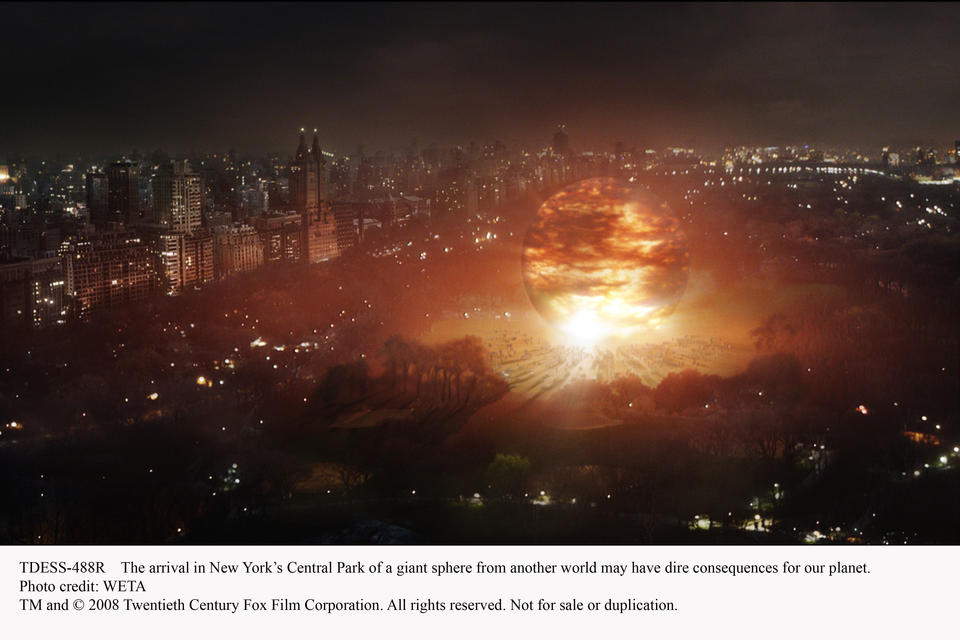 TDESS-488R The arrival in New York’s Central Park of a giant sphere from another world may have dire consequences for our planet.
Photo credit: WETA
TM and © 2008 Twentieth Century Fox Film Corporation. All rights reserved. Not for sale or duplication.